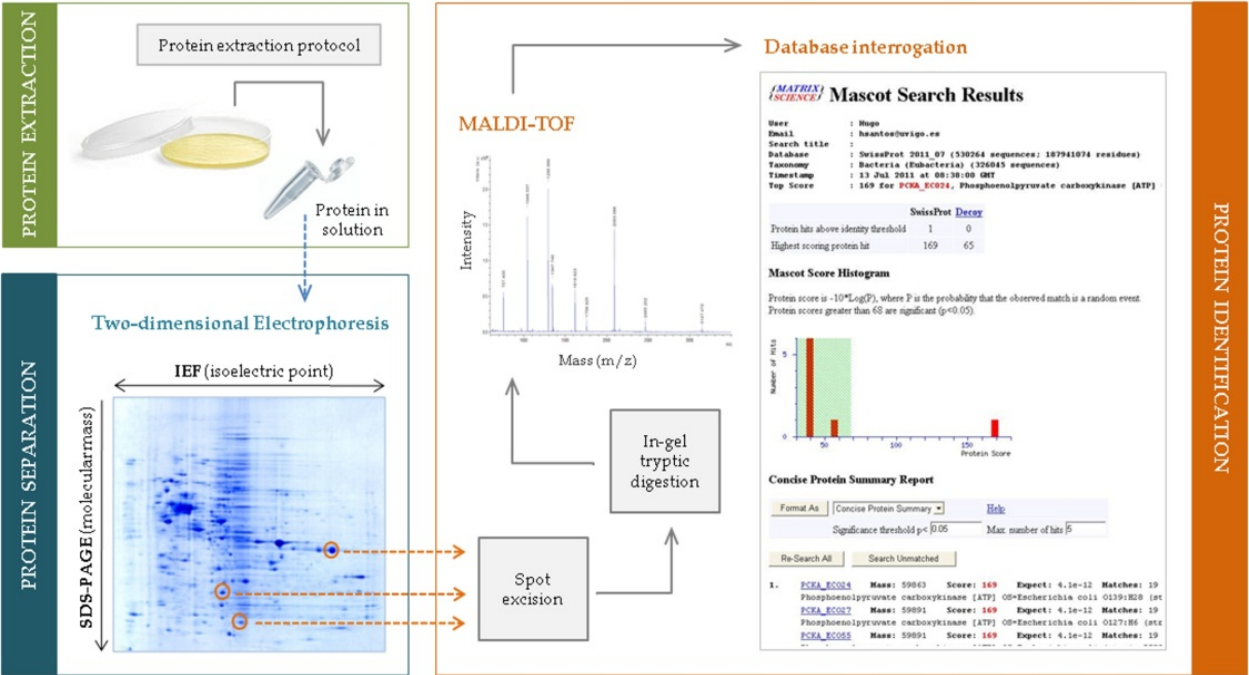 PROTEIN EXTRACTION
Protein extraction protocol
Protein in
solution
PROTEIN SEPARATION
Two-dimensional Electrophoresis
IEF (isoelectric point)
SDS-PAGE (molecularmass)
Spot
excision
In-gel
tryptic
digestion
MALDI-TOF
Intensity
Mass (m/z)
PROTEIN IDENTIFICATION
Database interrogation
{MATRIX
SCIENCE} Mascot Search Results
User : Hugo
Email : hsantos@uvigo.es
Search title :
Database : SwissProt 2011_07 (530264 sequences; 187941074 residues)
Taxonomy : Bacteria (Eubacteria) (326045 sequences)
Timestamp : 13 Jul 2011 at 08:38:00 GMT
Top Score : 169 for PCKA_ECO24, Phosphoenolpyruvate carboxykinase [ATP]
SwissProt Decoy
Protein hits above identity threshold 1 0
Highest scoring protein hit 169 65
Mascot Score Histogram
Protein score is -10*Log(P), where P is the probability that the observed match is a random event.
Protein scores greater than 68 are significant (p<0.05).
Number of Hits
5
0
50 100 150
Protein Score
Concise Protein Summary Report
Format As Concise Protein Summary Help
Significance threshold p< 0.05 Max. number of hits 5
Re-Search All Search Unmatched
1. PCKA_ECO24 Mass: 59863 Score: 169 Expect: 4.1e-12 Matches: 19
Phosphoenolpyruvate carboxykinase [ATP] OS=Escherichia coli O139:H28 (st
PCKA_ECO27 Mass: 59891 Score: 169 Expect: 4.1e-12 Matches: 19
Phosphoenolpyruvate carboxykinase [ATP] OS=Escherichia coli O127:H6 (str
PCKA_ECO55 Mass: 59891 Score: 169 Expect: 4.1e-12 Matches: 19